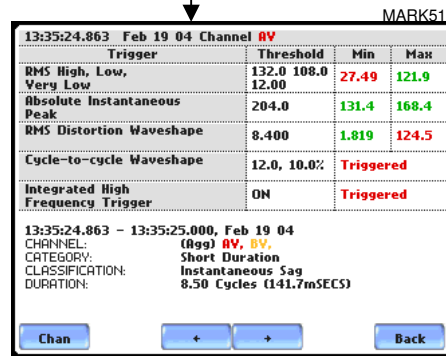 MARK51
13:35:24.863 Feb 19 04 Channel AV
Trigger Threshold Min Max
RMS High, Low, Very Low 132.0 108.0 12.00 27.49 121.9
Absolute Instantaneous Peak 204.0 131.4 168.4
RMS Distortion Waveshape 8.400 1.819 124.5
Cycle-to-cycle Waveshape 12.0, 10.0% Triggered
Integrated High Frequency Trigger ON Triggered
13:35:24.863 - 13:35:25.000, Feb 19 04
CHANNEL: (Agg) AV, BV,
CATEGORY: Short Duration
CLASSIFICATION: Instantaneous Sag
DURATION: 8.50 Cycles (141.7mSECS)
Chan ← → Back